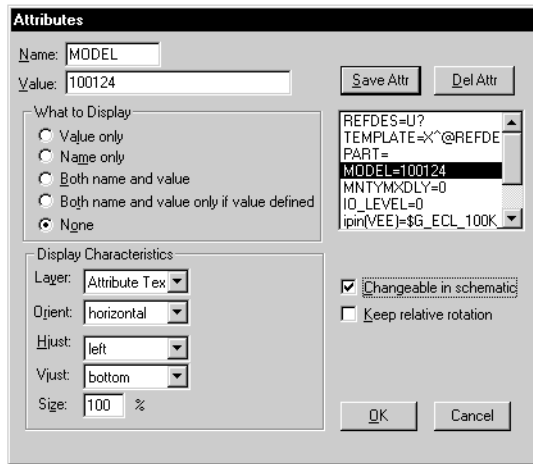 Attributes
Name: MODEL
Value: 100124
Save Attr
Del Attr
What to Display
Value only
Name only
Both name and value
Both name and value only if value defined
None
REFDES=U?
TEMPLATE=X^@REFDE
PART=
MODEL=100124
MNTYMXDLY=0
IO_LEVEL=0
ipin(VEE)=$G_ECL_100K_
Display Characteristics
Layer: Attribute Tex
Orient: horizontal
Hjust: left
Vjust: bottom
Size: 100 %
Changeable in schematic
Keep relative rotation
OK
Cancel